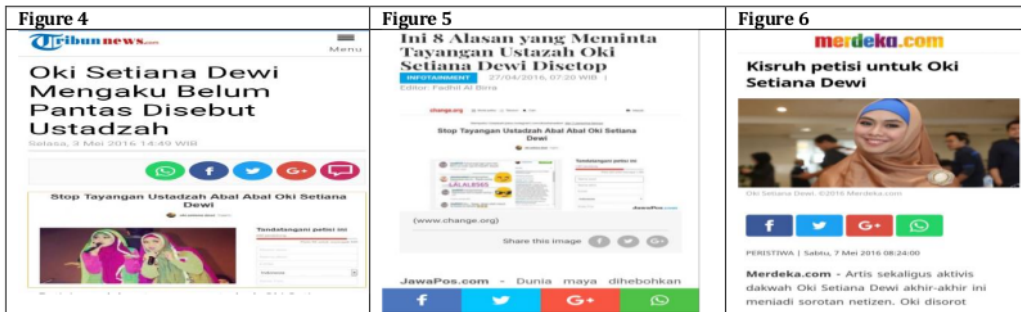 Figure 4
Tribunnews.com
Menu
Oki Setiana Dewi
Mengaku Belum
Pantas Disebut
Ustadzah
Selasa, 3 Mei 2016 14:49 WIB
Stop Tayangan Ustadzah Abal Abal Oki Setiana
Dewi
Tandatangani petisi ini
Indonesia
Figure 5
Ini 8 Alasan yang Meminta
Tayangan Ustazah Oki
Setiana Dewi Disetop
INFOTAINMENT 27/04/2016, 07:20 WIB |
Editor: Fadhil Al Birra
change.org
Stop Tayangan Ustadzah Abal Abal Oki Setiana
Dewi
Tandatangani petisi ini
LALAL8565
JawaPos.com
(www.change.org)
Share this image
JawaPos.com - Dunia maya dihebohkan
Figure 6
merdeka.com
Kisruh petisi untuk Oki
Setiana Dewi
Oki Setiana Dewi. ©2016 Merdeka.com
PERISTIWA | Sabtu, 7 Mei 2016 08:24:00
Merdeka.com - Artis sekaligus aktivis
dakwah Oki Setiana Dewi akhir-akhir ini
menjadi sorotan netizen. Oki disorot